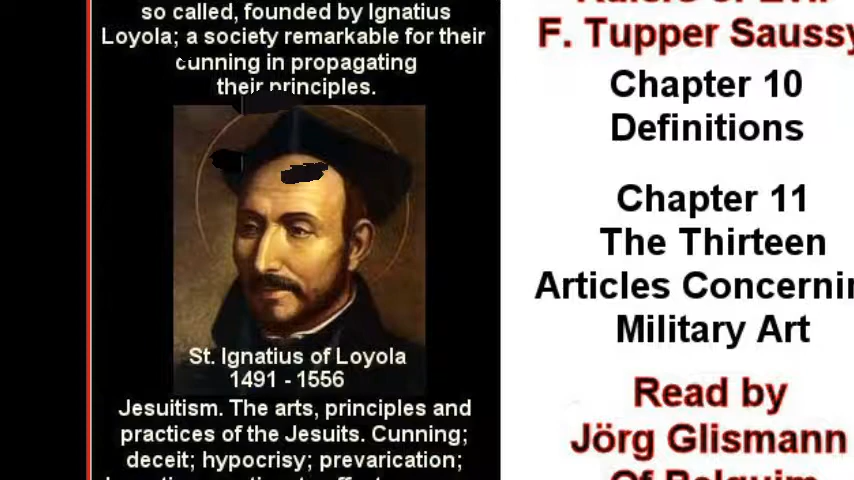 so called, founded by Ignatius
Loyola; a society remarkable for their
cunning in propagating
their principles.
St. Ignatius of Loyola
1491 - 1556
Jesuitism. The arts, principles and
practices of the Jesuits. Cunning;
deceit; hypocrisy; prevarication;
F. Tupper Saussy
Chapter 10
Definitions
Chapter 11
The Thirteen
Articles Concernin
Military Art
Read by
Jörg Glismann
Of Belguim